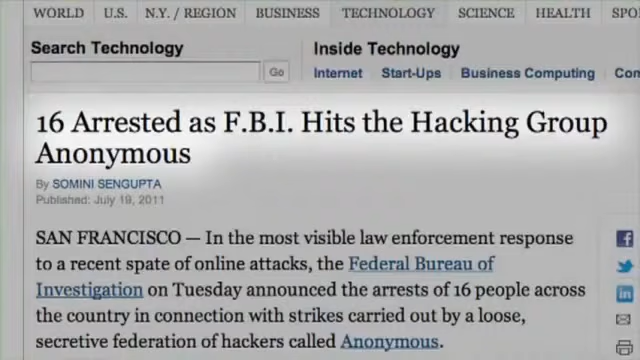 WORLD U.S. N.Y. / REGION BUSINESS TECHNOLOGY SCIENCE HEALTH SPO
Search Technology Inside Technology
Go Internet Start-Ups Business Computing Com
16 Arrested as F.B.I. Hits the Hacking Group
Anonymous
By SOMINI SENGUPTA
Published: July 19, 2011
SAN FRANCISCO — In the most visible law enforcement response
to a recent spate of online attacks, the Federal Bureau of
Investigation on Tuesday announced the arrests of 16 people across
the country in connection with strikes carried out by a loose,
secretive federation of hackers called Anonymous.